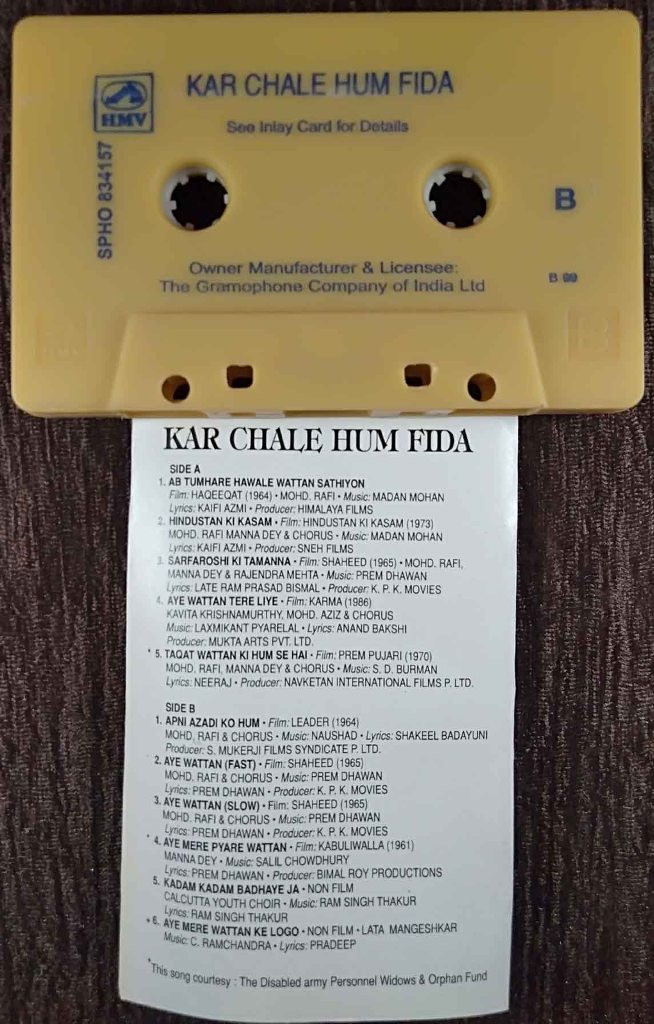 KAR CHALE HUM FIDA
HMV
See Inlay Card for Details
SPHO 834157
B
Owner Manufacturer & Licensee:
The Gramophone Company of India Ltd
B 99
KAR CHALE HUM FIDA
SIDE A
1. AB TUMHARE HAWALE WATTAN SATHIYON
Film: HAQEEQAT (1964) • MOHD. RAFI • Music: MADAN MOHAN
Lyrics: KAIFI AZMI • Producer: HIMALAYA FILMS
2. HINDUSTAN KI KASAM • Film: HINDUSTAN KI KASAM (1973)
MOHD. RAFI MANNA DEY & CHORUS • Music: MADAN MOHAN
Lyrics: KAIFI AZMI • Producer: SNEH FILMS
3. SARFAROSHI KI TAMANNA • Film: SHAHEED (1965) • MOHD. RAFI,
MANNA DEY & RAJENDRA MEHTA • Music: PREM DHAWAN
Lyrics: LATE RAM PRASAD BISMAL • Producer: K. P. K. MOVIES
4. AYE WATTAN TERE LIYE • Film: KARMA (1986)
KAVITA KRISHNAMURTHY, MOHD. AZIZ & CHORUS
Music: LAXMIKANT PYARELAL • Lyrics: ANAND BAKSHI
Producer: MUKTA ARTS PVT. LTD.
* 5. TAQAT WATTAN KI HUM SE HAI • Film: PREM PUJARI (1970)
MOHD. RAFI, MANNA DEY & CHORUS • Music: S. D. BURMAN
Lyrics: NEERAJ • Producer: NAVKETAN INTERNATIONAL FILMS P. LTD.
SIDE B
1. APNI AZADI KO HUM • Film: LEADER (1964)
MOHD. RAFI & CHORUS • Music: NAUSHAD • Lyrics: SHAKEEL BADAYUNI
Producer: S. MUKERJI FILMS SYNDICATE P. LTD.
2. AYE WATTAN (FAST) • Film: SHAHEED (1965)
MOHD. RAFI & CHORUS • Music: PREM DHAWAN
Lyrics: PREM DHAWAN • Producer: K. P. K. MOVIES
3. AYE WATTAN (SLOW) • Film: SHAHEED (1965)
MOHD. RAFI & CHORUS • Music: PREM DHAWAN
Lyrics: PREM DHAWAN • Producer: K. P. K. MOVIES
* 4. AYE MERE PYARE WATTAN • Film: KABULIWALLA (1961)
MANNA DEY • Music: SALIL CHOWDHURY
Lyrics: PREM DHAWAN • Producer: BIMAL ROY PRODUCTIONS
5. KADAM KADAM BADHAYE JA • NON FILM
CALCUTTA YOUTH CHOIR • Music: RAM SINGH THAKUR
Lyrics: RAM SINGH THAKUR
* 6. AYE MERE WATTAN KE LOGO • NON FILM • LATA MANGESHKAR
Music: C. RAMCHANDRA • Lyrics: PRADEEP
*This song courtesy : The Disabled army Personnel Widows & Orphan Fund